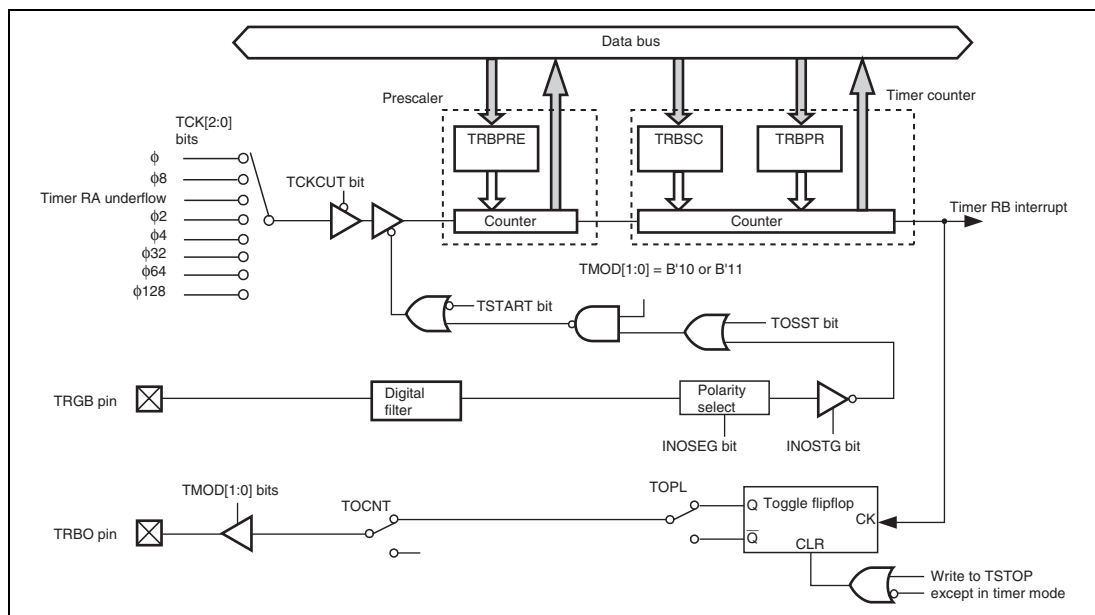 Data bus
Prescaler
Timer counter
TCK[2:0]
bits
TRBPRE
TRBSC
TRBPR
ϕ
ϕ8
Timer RA underflow
ϕ2
ϕ4
ϕ32
ϕ64
ϕ128
TCKCUT bit
Counter
Counter
Timer RB interrupt
TMOD[1:0] = B'10 or B'11
TSTART bit
TOSST bit
TRGB pin
Digital
filter
Polarity
select
INOSEG bit
INOSTG bit
TMOD[1:0] bits
TOCNT
TOPL
Q
Toggle flipflop
CK
Q̅
CLR
TRBO pin
Write to TSTOP
except in timer mode